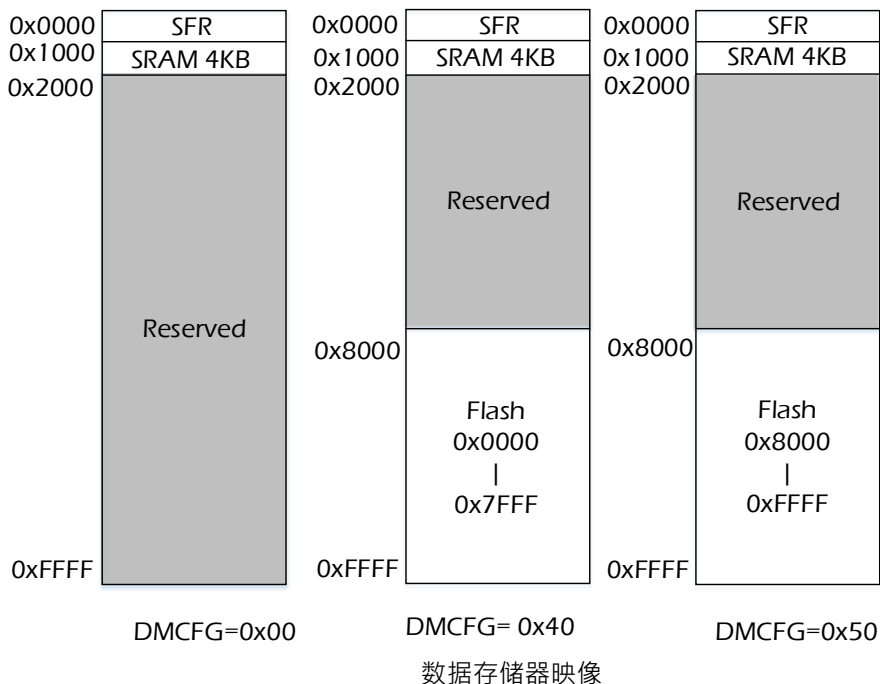 0x0000
SFR
0x1000
SRAM 4KB
0x2000
Reserved
0xFFFF
DMCFG=0x00
0x0000
SFR
0x1000
SRAM 4KB
0x2000
Reserved
0x8000
Flash
0x0000
|
0x7FFF
0xFFFF
DMCFG= 0x40
0x0000
SFR
0x1000
SRAM 4KB
0x2000
Reserved
0x8000
Flash
0x8000
|
0xFFFF
0xFFFF
DMCFG=0x50
数据存储器映像